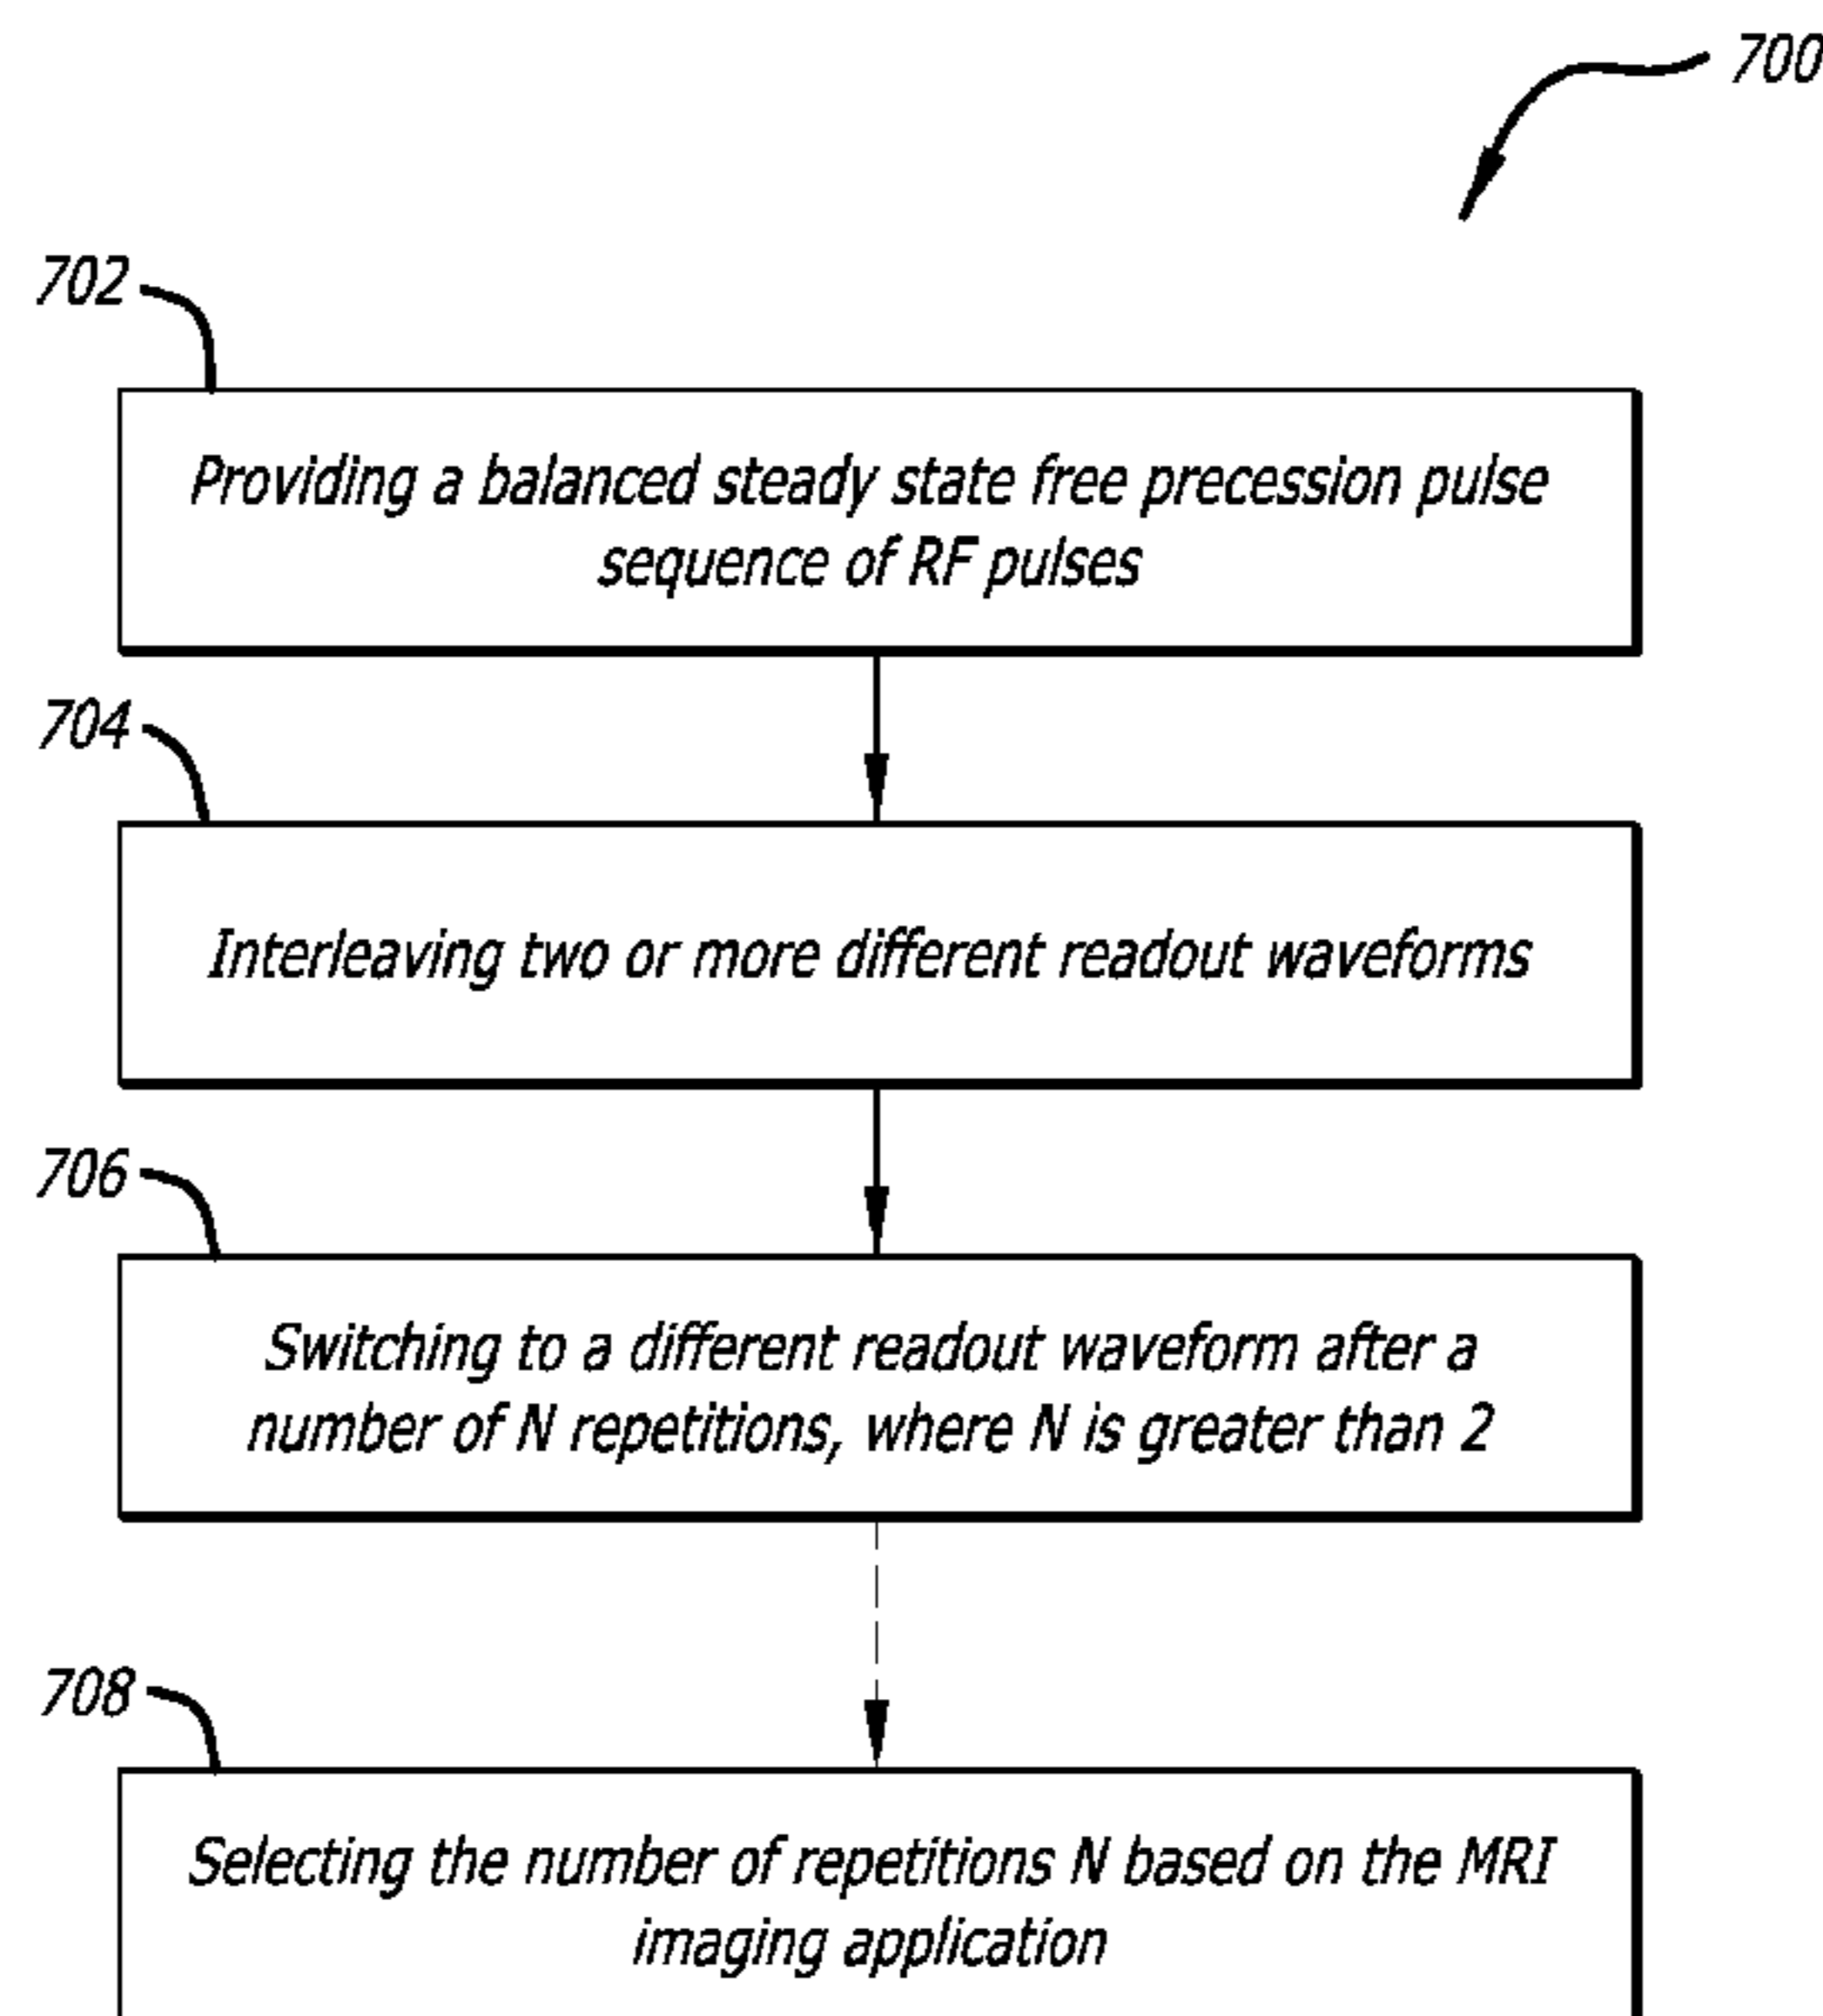 700
702
Providing a balanced steady state free precession pulse
sequence of RF pulses
704
Interleaving two or more different readout waveforms
706
Switching to a different readout waveform after a
number of N repetitions, where N is greater than 2
708
Selecting the number of repetitions N based on the MRI
imaging application